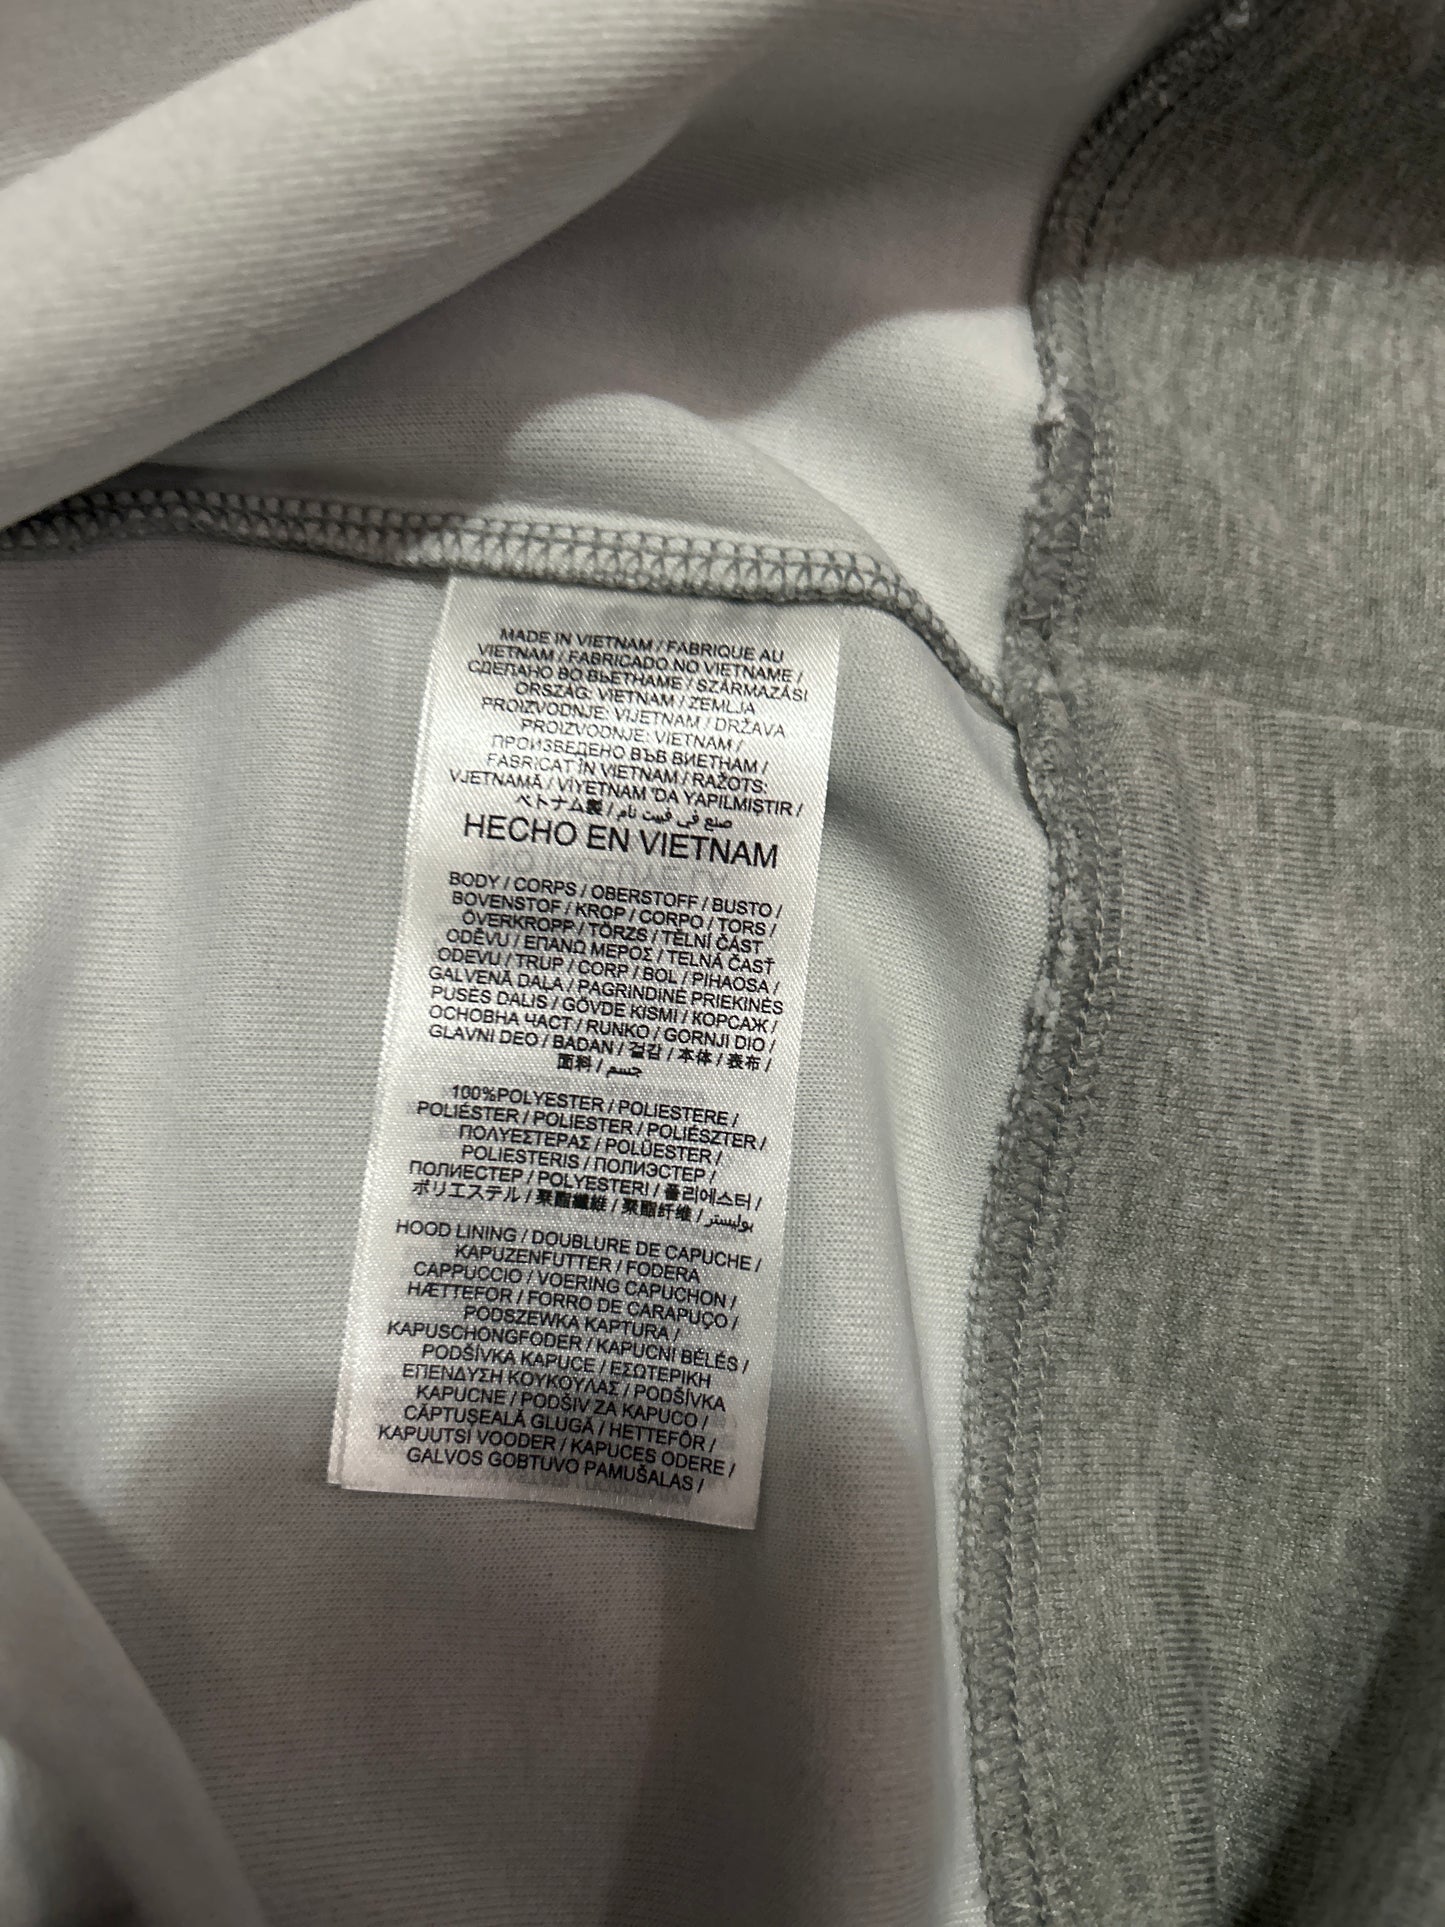 MADE IN VIETNAM / FABRIQUE AU
VIETNAM / FABRICADO NO VIETNAME /
СДЕЛАНО ВО ВЬЕТНАМЕ / SZÁRMAZÁSI
ORSZÁG: VIETNAM / ZEMLJA
PROIZVODNJE: VIJETNAM / DRŽAVA
PROIZVODNJE: VIETNAM /
ПРОИЗВЕДЕНО ВЪВ ВИЕТНАМ /
FABRICAT ÎN VIETNAM / RAŽOTS:
VJETNAMĀ / VİYETNAM 'DA YAPILMIŞTIR /
ベトナム製 / صنع في فييت نام
HECHO EN VIETNAM
BODY / CORPS / OBERSTOFF / BUSTO /
BOVENSTOF / KROP / CORPO / TORS /
ÖVERKROPP / TÖRZS / TĚLNÍ ČÁST
ODĚVU / ΕΠΑΝΩ ΜΕΡΟΣ / TELNÁ ČASŤ
ODEVU / TRUP / CORP / BOL / PIHAOSA /
GALVENĀ DAĻA / PAGRINDINĖ PRIEKINĖS
PUSĖS DALIS / GÖVDE KISMI / КОРСАЖ /
ОСНОВНА ЧАСТ / RUNKO / GORNJI DIO /
GLAVNI DEO / BADAN / 겉감 / 本体 / 表布 /
面料 / جسم
100%POLYESTER / POLIESTERE /
POLIÉSTER / POLIESTER / POLIÉSZTER /
ΠΟΛΥΕΣΤΕΡΑΣ / POLÜESTER /
POLIESTERIS / ПОЛИЭСТЕР /
ПОЛИЕСТЕР / POLYESTERI / 폴리에스터 /
ポリエステル / 聚酯纖維 / 聚酯纤维 / بوليستر
HOOD LINING / DOUBLURE DE CAPUCHE /
KAPUZENFUTTER / FODERA
CAPPUCCIO / VOERING CAPUCHON /
HÆTTEFOR / FORRO DE CARAPUÇO /
PODSZEWKA KAPTURA /
KAPUSCHONGFODER / KAPUCNI BÉLÉS /
PODŠÍVKA KAPUCE / ΕΣΩΤΕΡΙΚΗ
ΕΠΕΝΔΥΣΗ ΚΟΥΚΟΥΛΑΣ / PODŠÍVKA
KAPUCNE / PODŠIV ZA KAPUCO /
CĂPTUȘEALĂ GLUGĂ / HETTEFÔR /
KAPUUTSI VOODER / KAPUCES ODERE /
GALVOS GOBTUVO PAMUŠALAS /